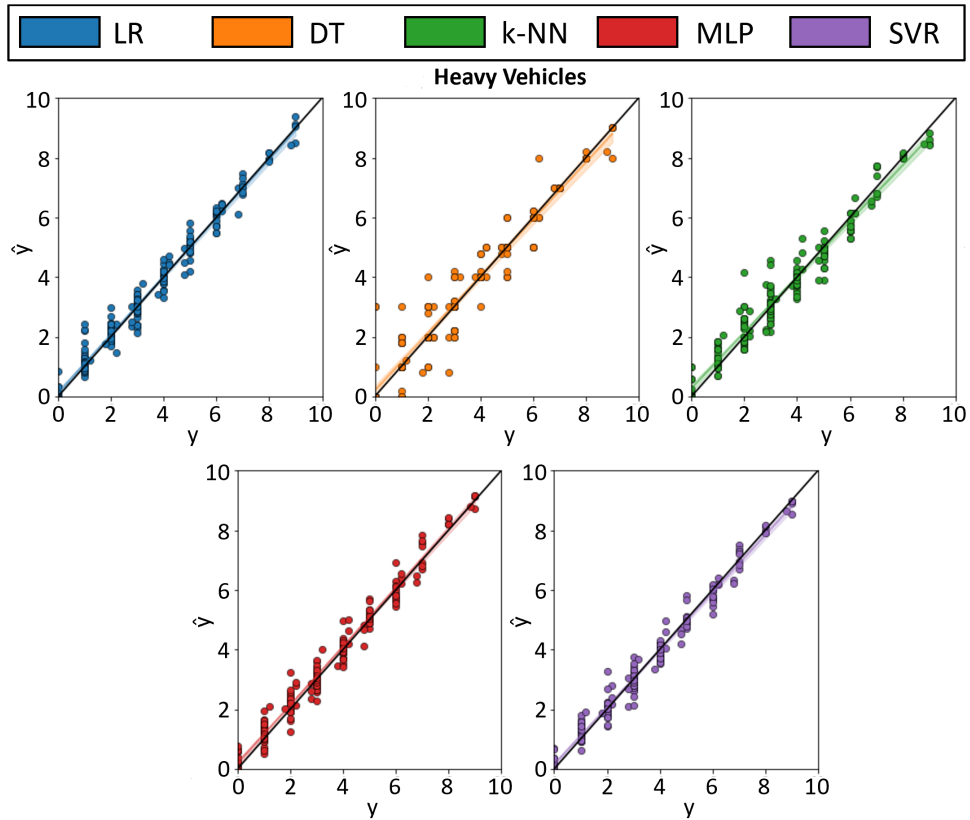 LR DT k-NN MLP SVR
Heavy Vehicles
10 10 10
8 8 8
6 6 6
ŷ ŷ ŷ
4 4 4
2 2 2
0 0 0
0 2 4 6 8 10 0 2 4 6 8 10 0 2 4 6 8 10
y y y
10 10
8 8
6 6
ŷ ŷ
4 4
2 2
0 0
0 2 4 6 8 10 0 2 4 6 8 10
y y